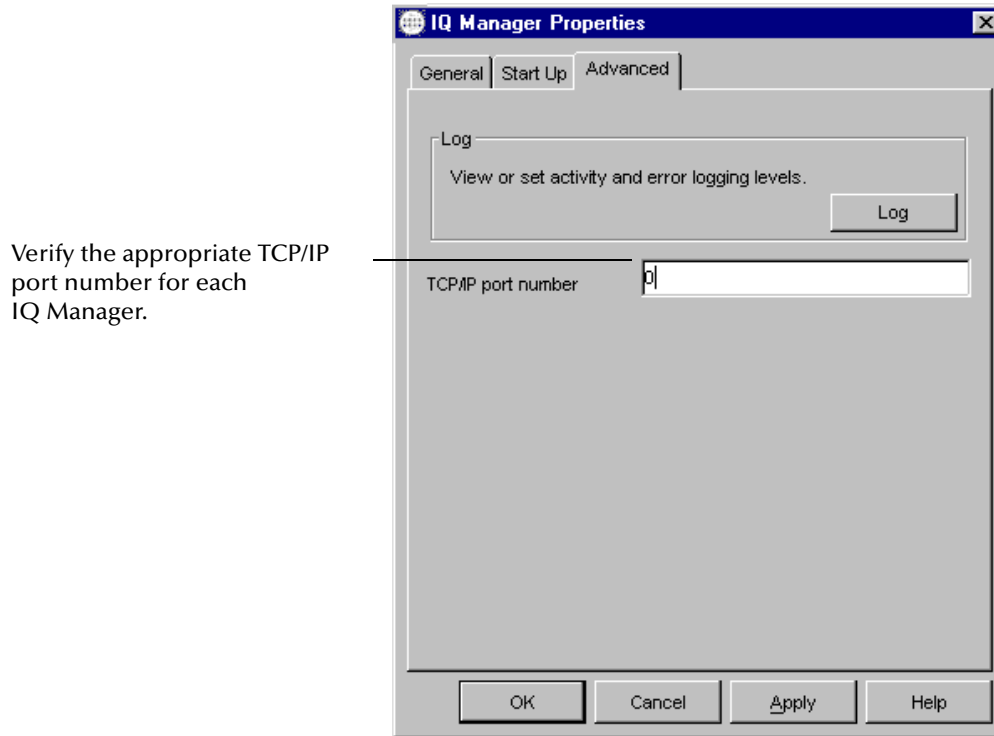 IQ Manager Properties
General
Start Up
Advanced
Log
View or set activity and error logging levels.
Log
Verify the appropriate TCP/IP
port number for each
IQ Manager.
TCP/IP port number
0
OK
Cancel
Apply
Help